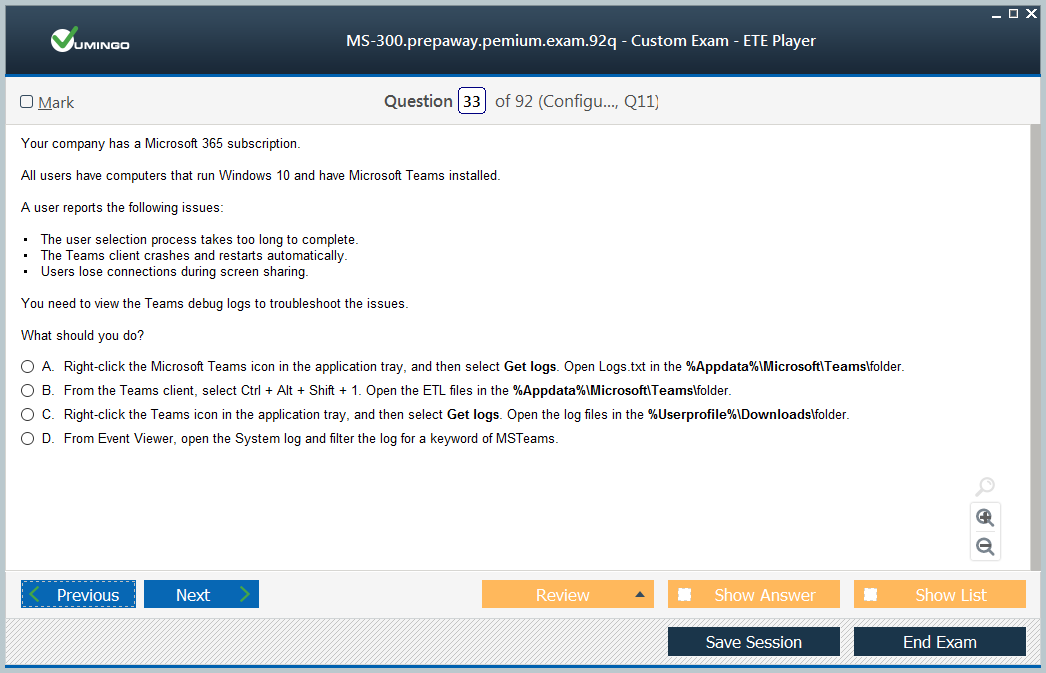 VUMINGO
MS-300.prepaway.pemium.exam.92q - Custom Exam - ETE Player
Mark
Question 33 of 92 (Configu..., Q11)
Your company has a Microsoft 365 subscription.
All users have computers that run Windows 10 and have Microsoft Teams installed.
A user reports the following issues:
▪ The user selection process takes too long to complete.
▪ The Teams client crashes and restarts automatically.
▪ Users lose connections during screen sharing.
You need to view the Teams debug logs to troubleshoot the issues.
What should you do?
A. Right-click the Microsoft Teams icon in the application tray, and then select Get logs. Open Logs.txt in the %Appdata%\Microsoft\Teams\folder.
B. From the Teams client, select Ctrl + Alt + Shift + 1. Open the ETL files in the %Appdata%\Microsoft\Teams\folder.
C. Right-click the Teams icon in the application tray, and then select Get logs. Open the log files in the %Userprofile%\Downloads\folder.
D. From Event Viewer, open the System log and filter the log for a keyword of MSTeams.
Previous Next Review Show Answer Show List
Save Session End Exam